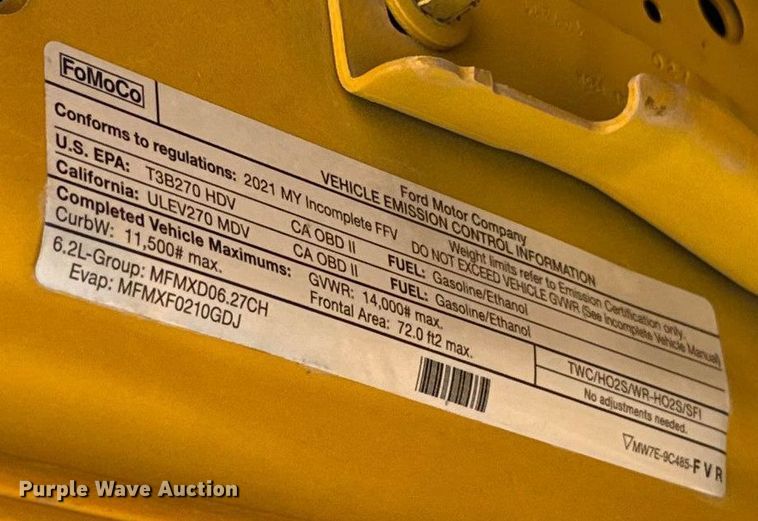 FoMoCo
Ford Motor Company
VEHICLE EMISSION CONTROL INFORMATION
Conforms to regulations: 2021 MY Incomplete FFV
Weight limits refer to Emission Certification only.
DO NOT EXCEED VEHICLE GVWR (See Incomplete Vehicle Manual)
U.S. EPA: T3B270 HDV CA OBD II FUEL: Gasoline/Ethanol
California: ULEV270 MDV CA OBD II FUEL: Gasoline/Ethanol
Completed Vehicle Maximums: GVWR: 14,000# max.
CurbW: 11,500# max. Frontal Area: 72.0 ft2 max.
6.2L-Group: MFMXD06.27CH
Evap: MFMXF0210GDJ
TWC/HO2S/WR-HO2S/SFI
No adjustments needed.
▽MW7E-9C485-FVR
Purple Wave Auction